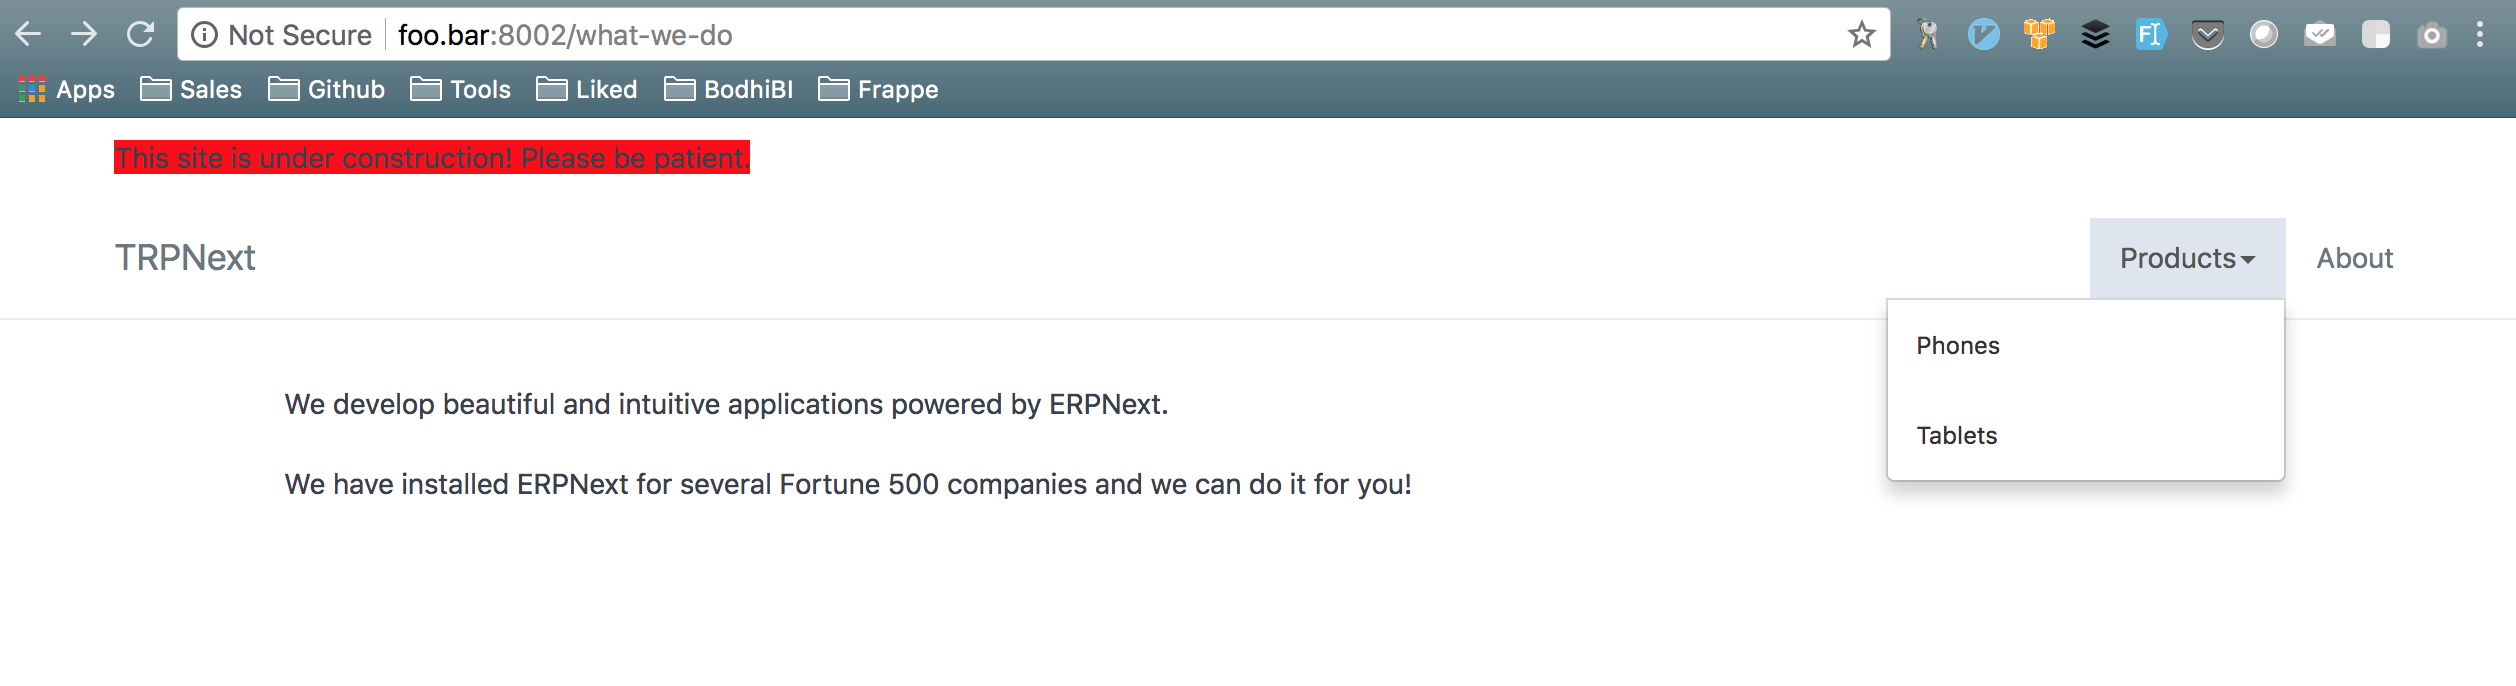 Not Secure foo.bar:8002/what-we-do
Apps Sales Github Tools Liked BodhiBI Frappe
This site is under construction! Please be patient.
TRPNext Products About
Phones
We develop beautiful and intuitive applications powered by ERPNext.
Tablets
We have installed ERPNext for several Fortune 500 companies and we can do it for you!